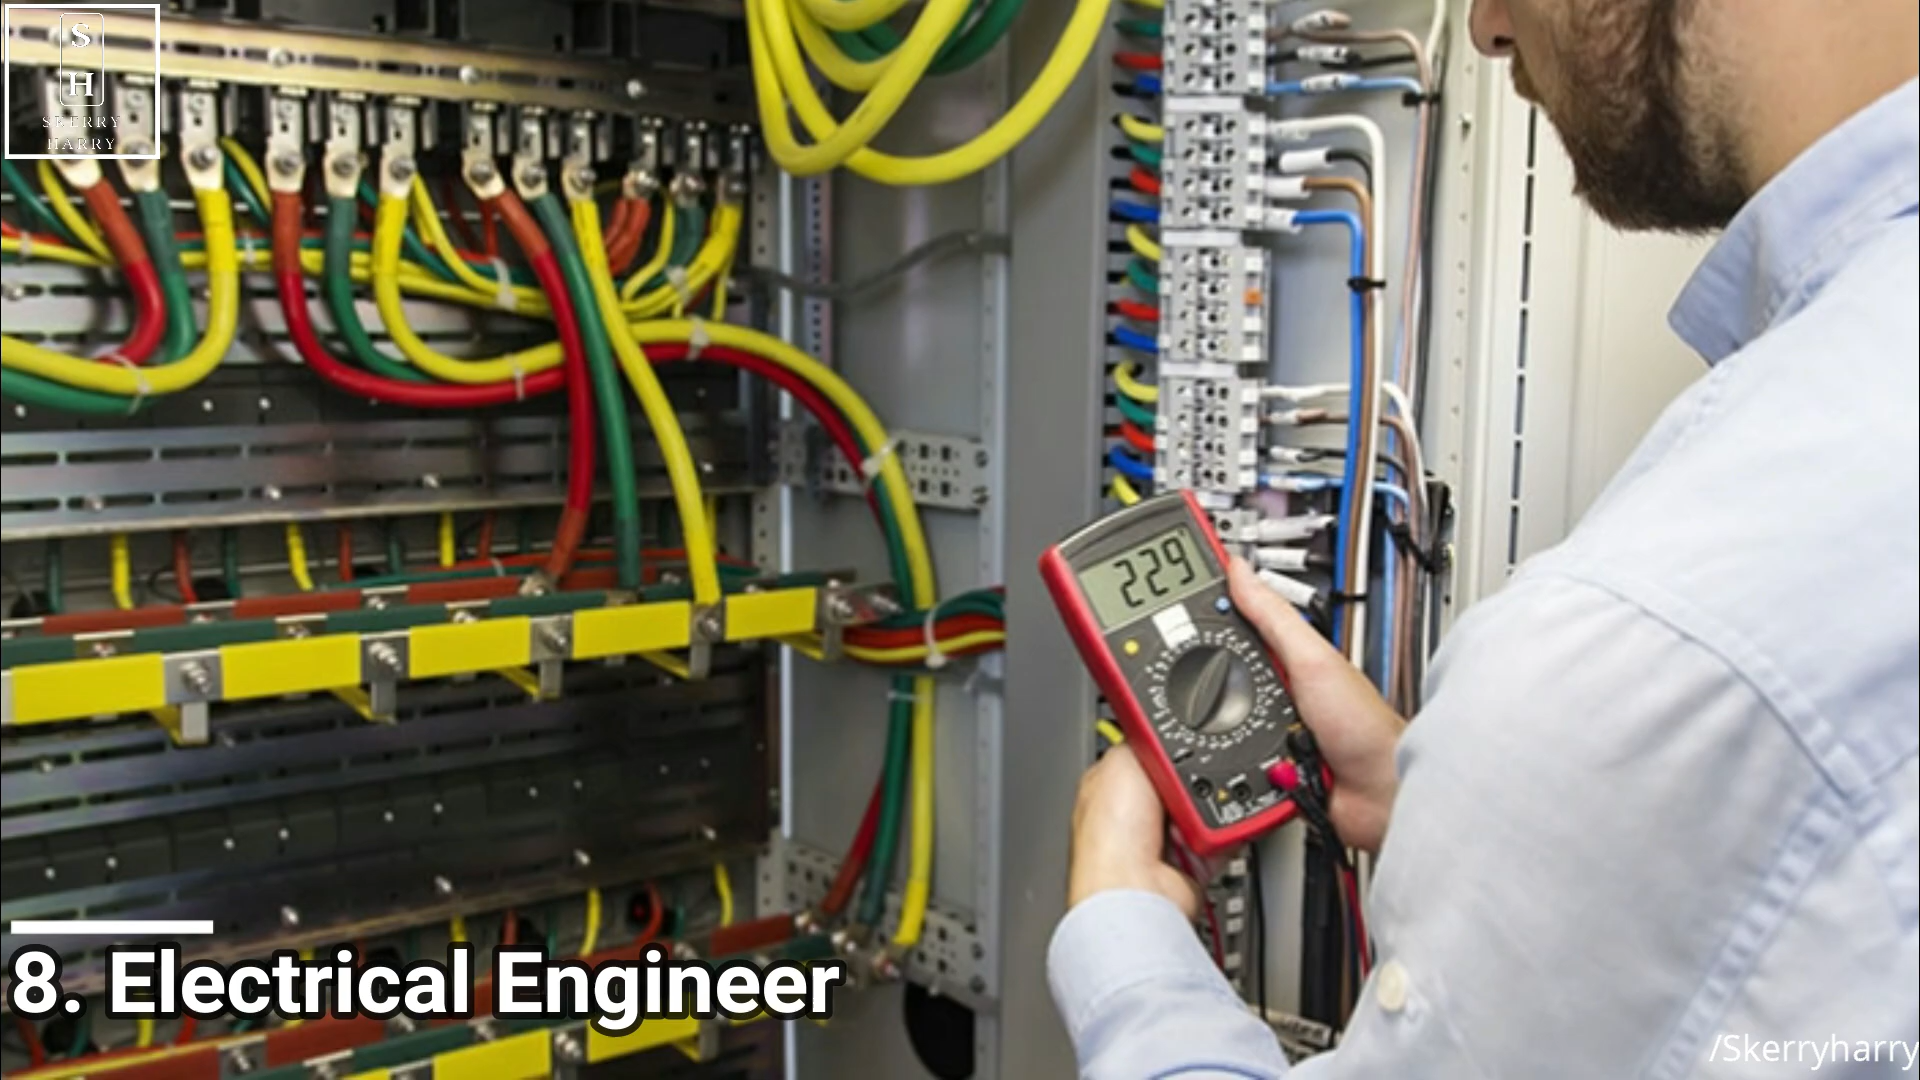 S
H
SKERRY
HARRY
229
8. Electrical Engineer
/Skerryharry